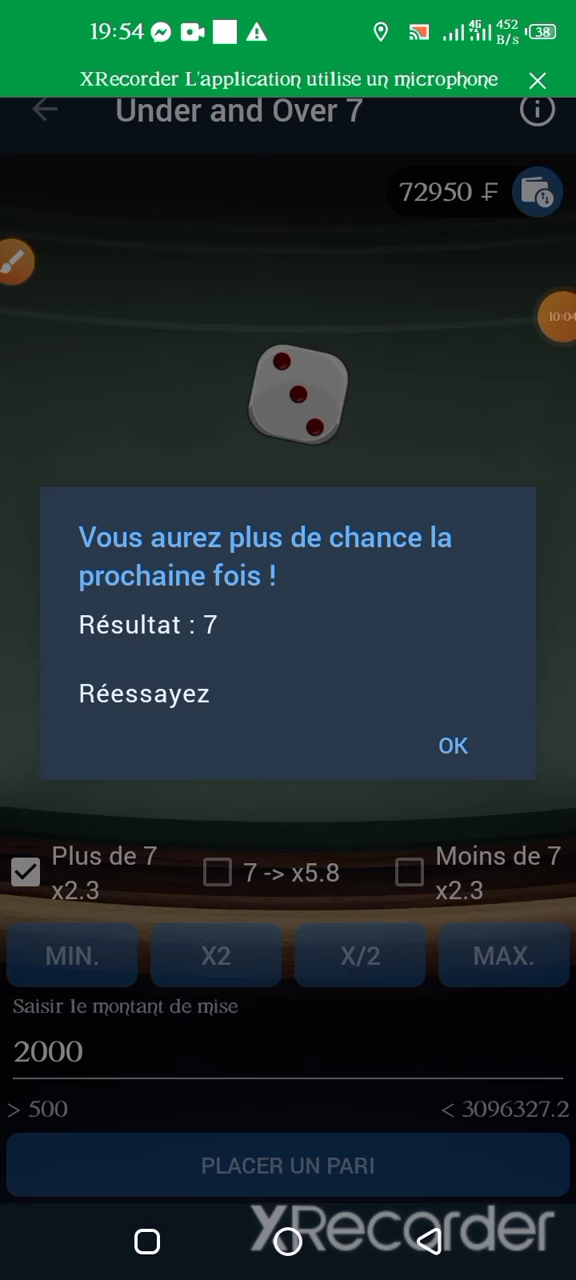 19:54
4G
452
B/s
38
XRecorder L'application utilise un microphone
Under and Over 7
72950 ₣
10:04
Vous aurez plus de chance la
prochaine fois !
Résultat : 7
Réessayez
OK
Plus de 7
x2.3
7 -> x5.8
Moins de 7
x2.3
MIN.
X2
X/2
MAX.
Saisir le montant de mise
2000
> 500
< 3096327.2
PLACER UN PARI
XRecorder